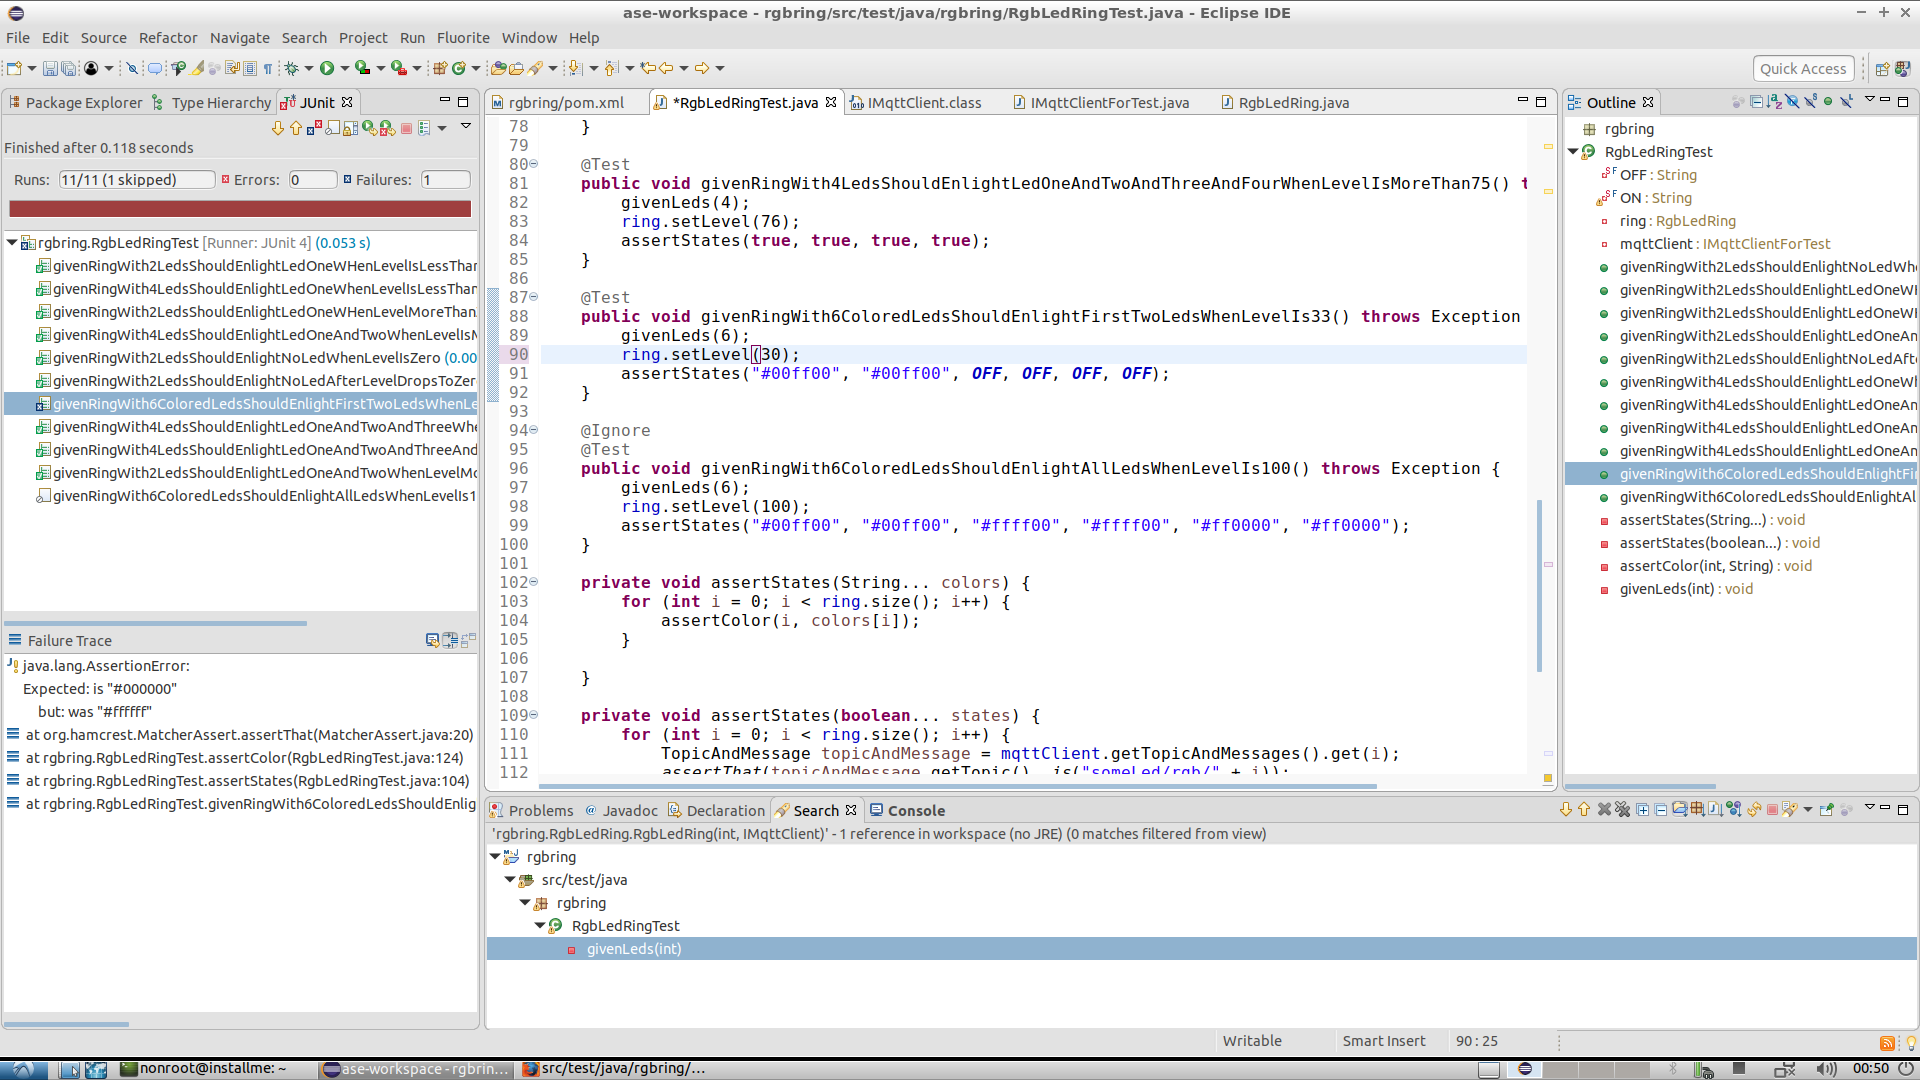 ase-workspace - rgbring/src/test/java/rgbring/RgbLedRingTest.java - Eclipse IDE
File Edit Source Refactor Navigate Search Project Run Fluorite Window Help
Quick Access
Package Explorer Type Hierarchy JUnit
Finished after 0.118 seconds
Runs: 11/11 (1 skipped) Errors: 0 Failures: 1
rgbring.RgbLedRingTest [Runner: JUnit 4] (0.053 s)
givenRingWith2LedsShouldEnlightLedOneWHenLevelIsLessThan
givenRingWith4LedsShouldEnlightLedOneWhenLevelIsLessThan
givenRingWith2LedsShouldEnlightLedOneWHenLevelMoreThan
givenRingWith4LedsShouldEnlightLedOneAndTwoWhenLevelIsM
givenRingWith2LedsShouldEnlightNoLedWhenLevelIsZero (0.00
givenRingWith2LedsShouldEnlightNoLedAfterLevelDropsToZer
givenRingWith6ColoredLedsShouldEnlightFirstTwoLedsWhenLe
givenRingWith4LedsShouldEnlightLedOneAndTwoAndThreeWhe
givenRingWith4LedsShouldEnlightLedOneAndTwoAndThreeAnd
givenRingWith2LedsShouldEnlightLedOneAndTwoWhenLevelMo
givenRingWith6ColoredLedsShouldEnlightAllLedsWhenLevelIs1
Failure Trace
java.lang.AssertionError:
Expected: is "#000000"
but: was "#ffffff"
at org.hamcrest.MatcherAssert.assertThat(MatcherAssert.java:20)
at rgbring.RgbLedRingTest.assertColor(RgbLedRingTest.java:124)
at rgbring.RgbLedRingTest.assertStates(RgbLedRingTest.java:104)
at rgbring.RgbLedRingTest.givenRingWith6ColoredLedsShouldEnlig
rgbring/pom.xml *RgbLedRingTest.java IMqttClient.class IMqttClientForTest.java RgbLedRing.java
78 }
79
80 @Test
81 public void givenRingWith4LedsShouldEnlightLedOneAndTwoAndThreeAndFourWhenLevelIsMoreThan75() t
82 givenLeds(4);
83 ring.setLevel(76);
84 assertStates(true, true, true, true);
85 }
86
87 @Test
88 public void givenRingWith6ColoredLedsShouldEnlightFirstTwoLedsWhenLevelIs33() throws Exception
89 givenLeds(6);
90 ring.setLevel(30);
91 assertStates("#00ff00", "#00ff00", OFF, OFF, OFF, OFF);
92 }
93
94 @Ignore
95 @Test
96 public void givenRingWith6ColoredLedsShouldEnlightAllLedsWhenLevelIs100() throws Exception {
97 givenLeds(6);
98 ring.setLevel(100);
99 assertStates("#00ff00", "#00ff00", "#ffff00", "#ffff00", "#ff0000", "#ff0000");
100 }
101
102 private void assertStates(String... colors) {
103 for (int i = 0; i < ring.size(); i++) {
104 assertColor(i, colors[i]);
105 }
106
107 }
108
109 private void assertStates(boolean... states) {
110 for (int i = 0; i < ring.size(); i++) {
111 TopicAndMessage topicAndMessage = mqttClient.getTopicAndMessages().get(i);
112 assertThat(topicAndMessage.getTopic(), is("someLed/rgb/" + i));
Problems Javadoc Declaration Search Console
'rgbring.RgbLedRing.RgbLedRing(int, IMqttClient)' - 1 reference in workspace (no JRE) (0 matches filtered from view)
rgbring
src/test/java
rgbring
RgbLedRingTest
givenLeds(int)
Outline
rgbring
RgbLedRingTest
OFF : String
ON : String
ring : RgbLedRing
mqttClient : IMqttClientForTest
givenRingWith2LedsShouldEnlightNoLedWhe
givenRingWith2LedsShouldEnlightLedOneWH
givenRingWith2LedsShouldEnlightLedOneWH
givenRingWith2LedsShouldEnlightLedOneAn
givenRingWith2LedsShouldEnlightNoLedAft
givenRingWith4LedsShouldEnlightLedOneWh
givenRingWith4LedsShouldEnlightLedOneAn
givenRingWith4LedsShouldEnlightLedOneAn
givenRingWith4LedsShouldEnlightLedOneAn
givenRingWith6ColoredLedsShouldEnlightFi
givenRingWith6ColoredLedsShouldEnlightAl
assertStates(String...) : void
assertStates(boolean...) : void
assertColor(int, String) : void
givenLeds(int) : void
Writable Smart Insert 90 : 25
nonroot@installme: ~ ase-workspace - rgbrin... src/test/java/rgbring/... 00:50